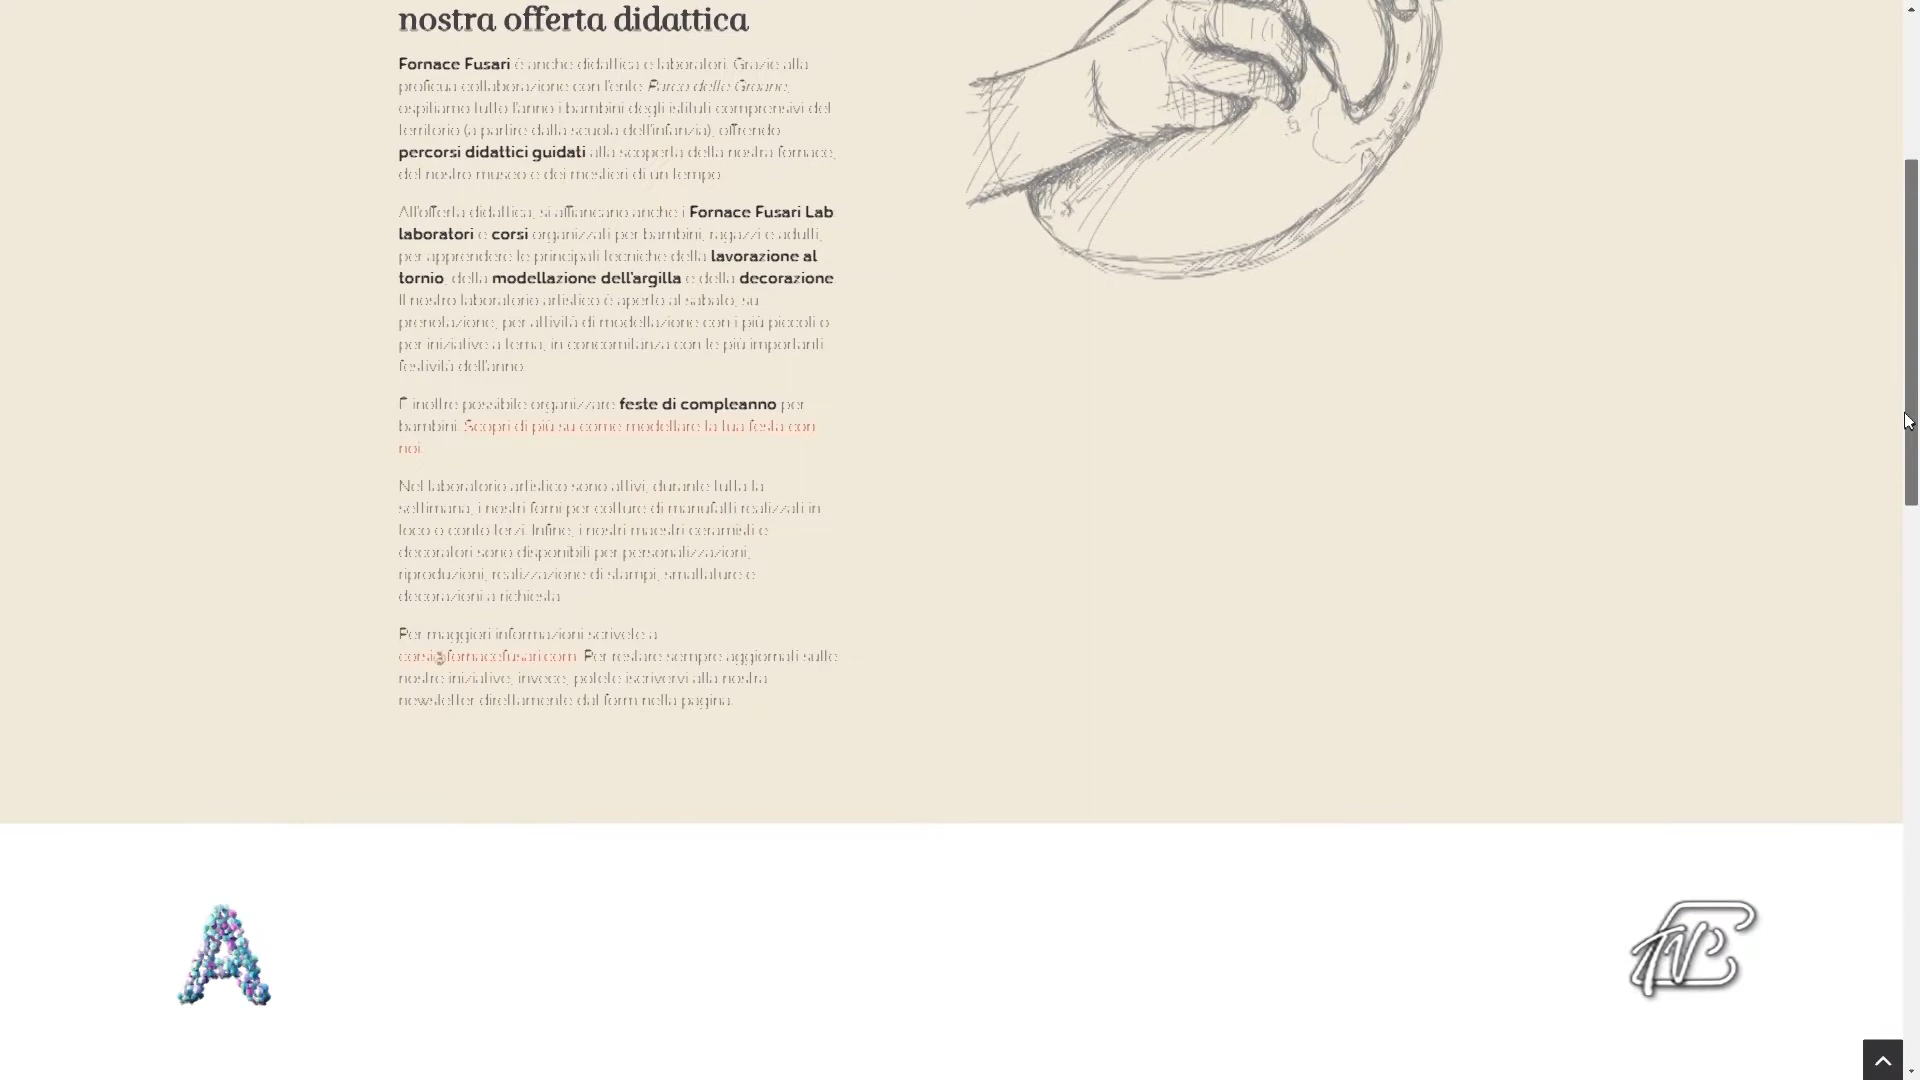 nostra offerta didattica
Fornace Fusari è anche didattica e laboratori. Grazie alla
proficua collaborazione con l'ente Parco delle Groane,
ospitiamo tutto l'anno i bambini degli istituti comprensivi del
territorio (a partire dalla scuola dell'infanzia), offrendo
percorsi didattici guidati alla scoperta della nostra fornace,
del nostro museo e dei mestieri di un tempo.
All'offerta didattica, si affiancano anche i Fornace Fusari Lab,
laboratori e corsi organizzati per bambini, ragazzi e adulti,
per apprendere le principali tecniche della lavorazione al
tornio, della modellazione dell'argilla e della decorazione.
Il nostro laboratorio artistico è aperto al sabato, su
prenotazione, per attività di modellazione con i più piccoli o
per iniziative a tema, in concomitanza con le più importanti
festività dell'anno.
È inoltre possibile organizzare feste di compleanno per
bambini. Scopri di più su come modellare la tua festa con
noi.
Nel laboratorio artistico sono attivi, durante tutta la
settimana, i nostri forni per cotture di manufatti realizzati in
loco o conto terzi. Infine, i nostri maestri ceramisti e
decoratori sono disponibili per personalizzazioni,
riproduzioni, realizzazione di stampi, smaltature e
decorazioni a richiesta.
Per maggiori informazioni scrivete a
corsi@fornacefusari.com. Per restare sempre aggiornati sulle
nostre iniziative, invece, potete iscrivervi alla nostra
newsletter direttamente dal form nella pagina.
A